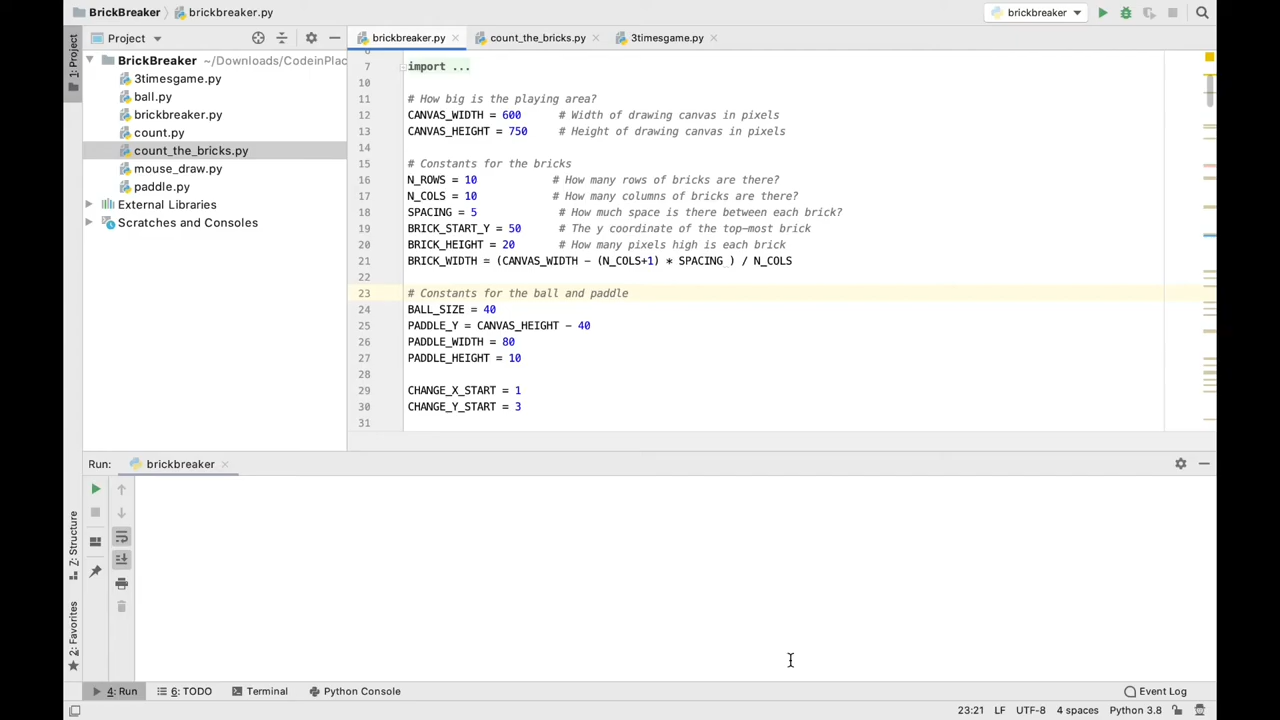 BrickBreaker
brickbreaker.py
brickbreaker
1: Project
Project
brickbreaker.py
count_the_bricks.py
3timesgame.py
BrickBreaker ~/Downloads/CodeinPlac
3timesgame.py
ball.py
brickbreaker.py
count.py
count_the_bricks.py
mouse_draw.py
paddle.py
External Libraries
Scratches and Consoles
7 import ...
10
11 # How big is the playing area?
12 CANVAS_WIDTH = 600 # Width of drawing canvas in pixels
13 CANVAS_HEIGHT = 750 # Height of drawing canvas in pixels
14
15 # Constants for the bricks
16 N_ROWS = 10 # How many rows of bricks are there?
17 N_COLS = 10 # How many columns of bricks are there?
18 SPACING = 5 # How much space is there between each brick?
19 BRICK_START_Y = 50 # The y coordinate of the top-most brick
20 BRICK_HEIGHT = 20 # How many pixels high is each brick
21 BRICK_WIDTH = (CANVAS_WIDTH - (N_COLS+1) * SPACING ) / N_COLS
22
23 # Constants for the ball and paddle
24 BALL_SIZE = 40
25 PADDLE_Y = CANVAS_HEIGHT - 40
26 PADDLE_WIDTH = 80
27 PADDLE_HEIGHT = 10
28
29 CHANGE_X_START = 1
30 CHANGE_Y_START = 3
31
Run: brickbreaker
Z: Structure
2: Favorites
4: Run
6: TODO
Terminal
Python Console
Event Log
23:21 LF UTF-8 4 spaces Python 3.8